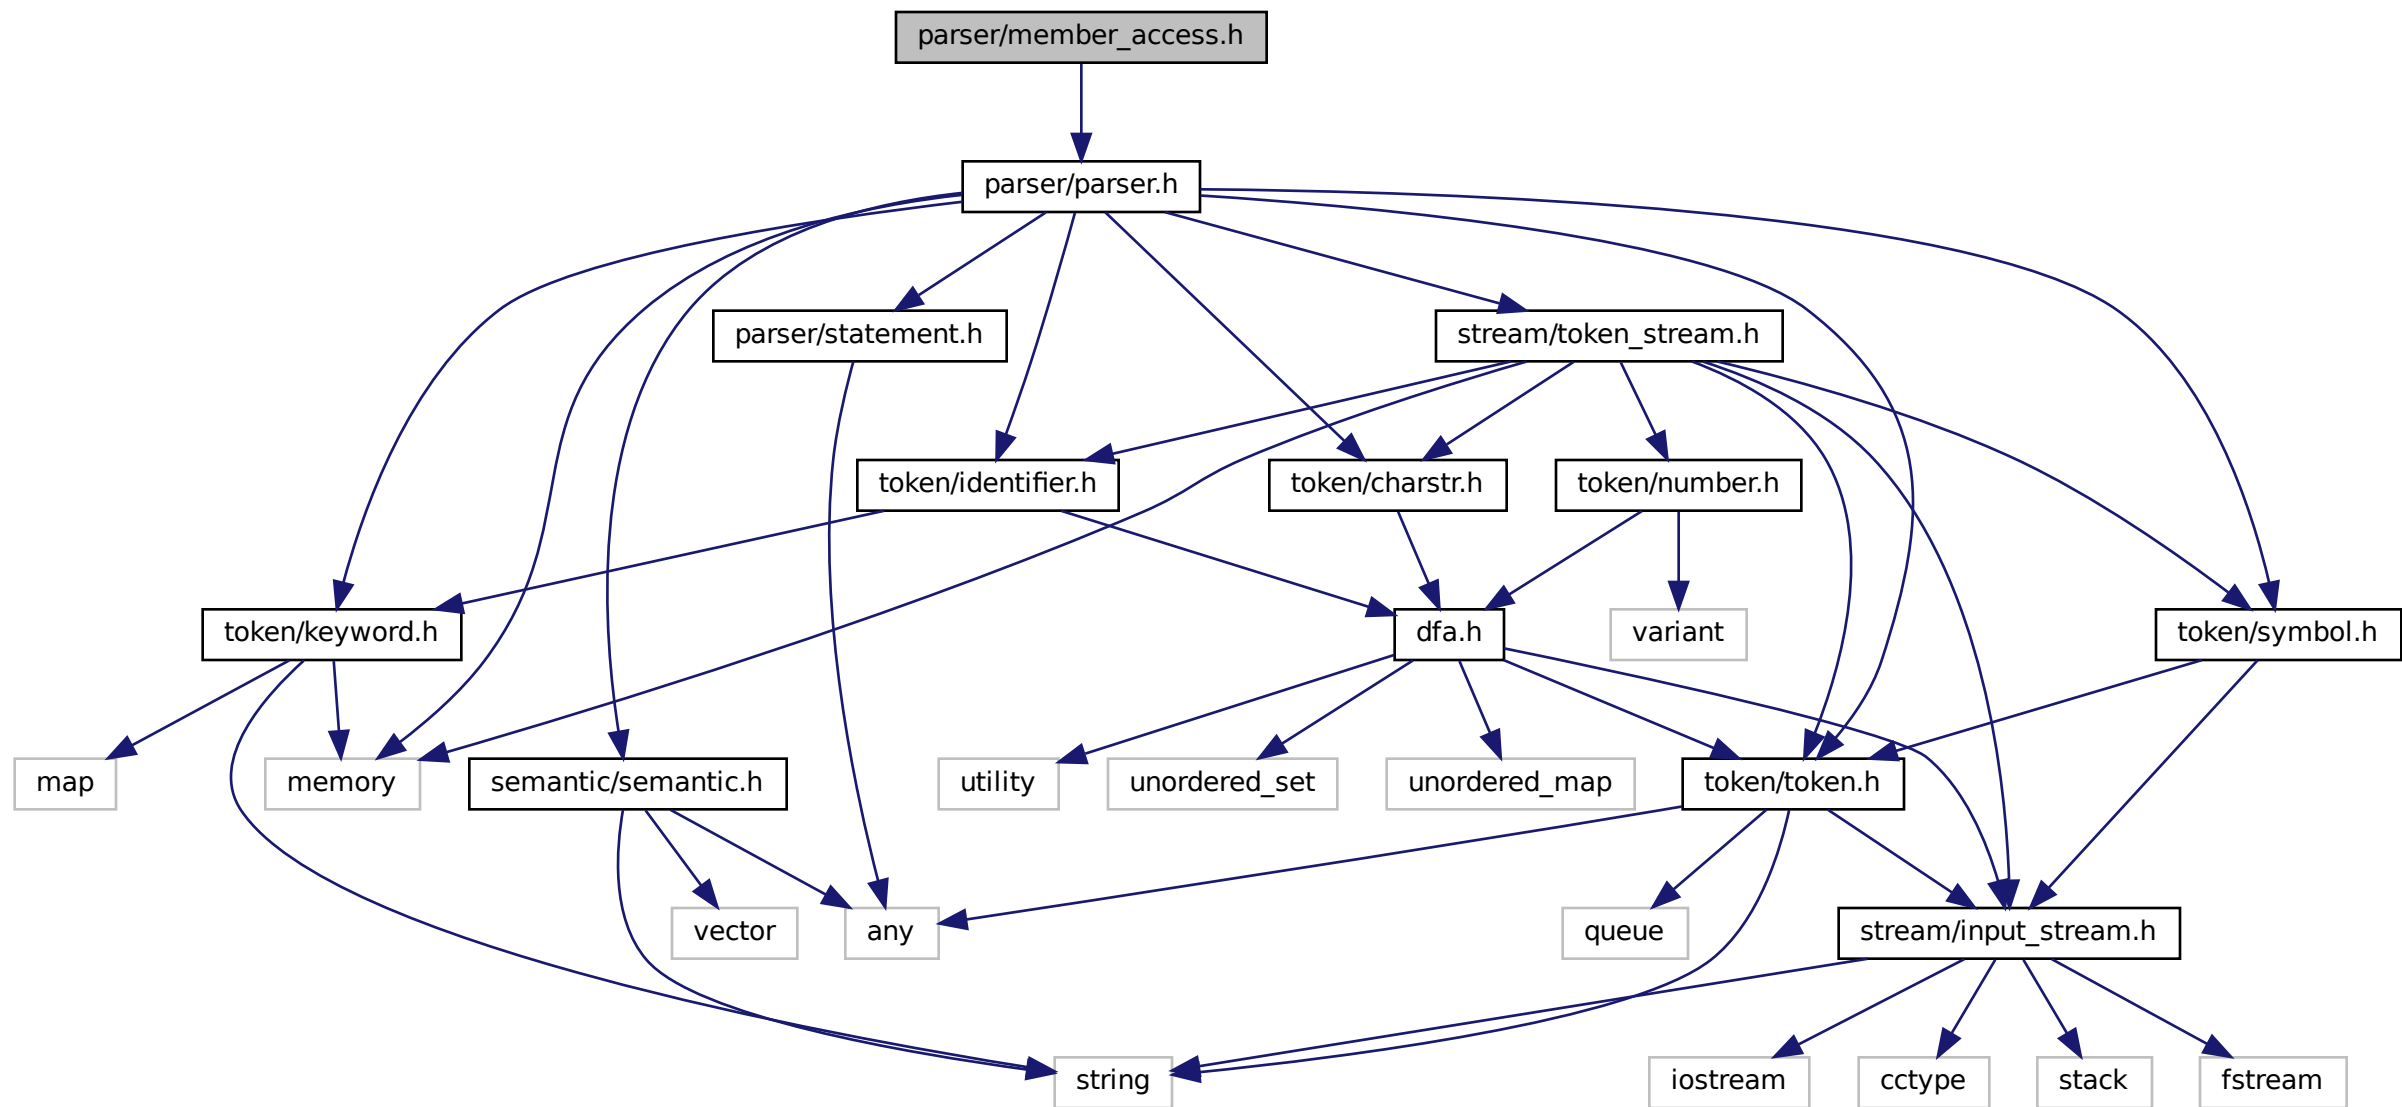 parser/member_access.h
parser/parser.h
parser/statement.h
stream/token_stream.h
token/identifier.h
token/charstr.h
token/number.h
token/keyword.h
dfa.h
variant
token/symbol.h
map
memory
semantic/semantic.h
utility
unordered_set
unordered_map
token/token.h
vector
any
queue
stream/input_stream.h
string
iostream
cctype
stack
fstream